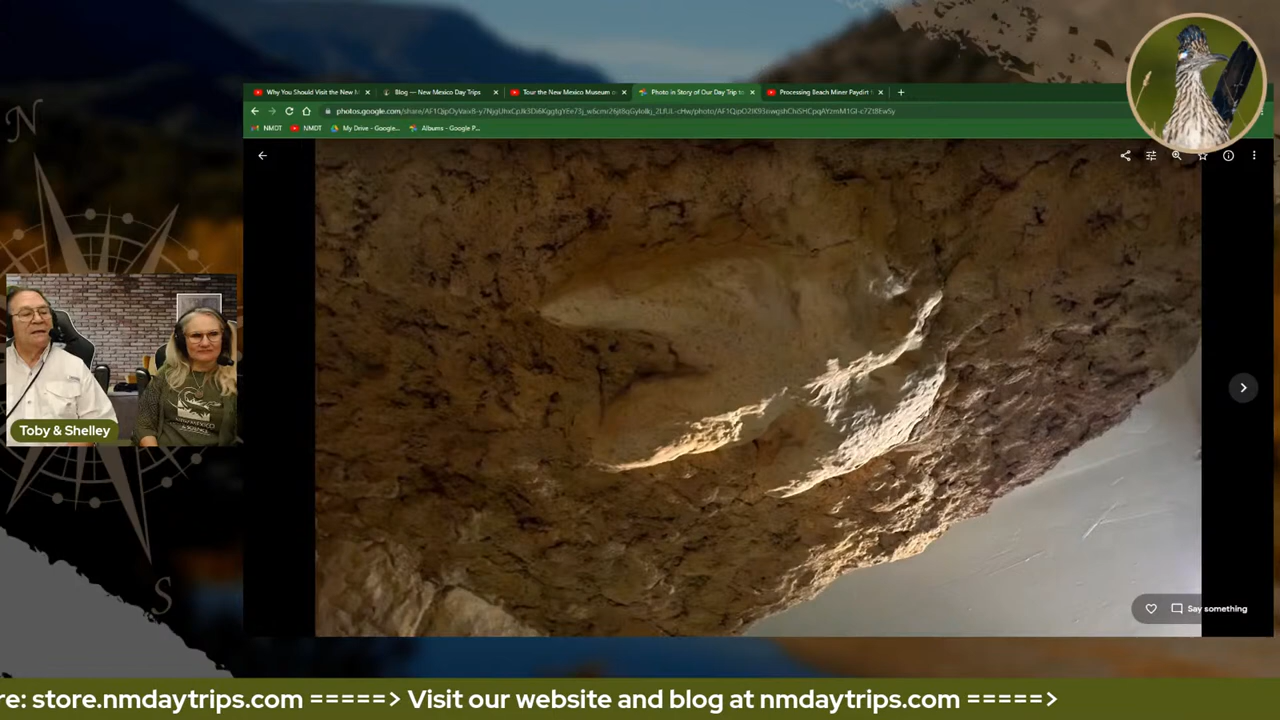 Why You Should Visit the New M
Blog — New Mexico Day Trips
Tour the New Mexico Museum o
Photo in Story of Our Day Trip to
Processing Beach Miner Paydirt
NMDT
NMDT
My Drive - Google...
Albums - Google P...
N
Toby & Shelley
S
Say something
re: store.nmdaytrips.com =====> Visit our website and blog at nmdaytrips.com =====>